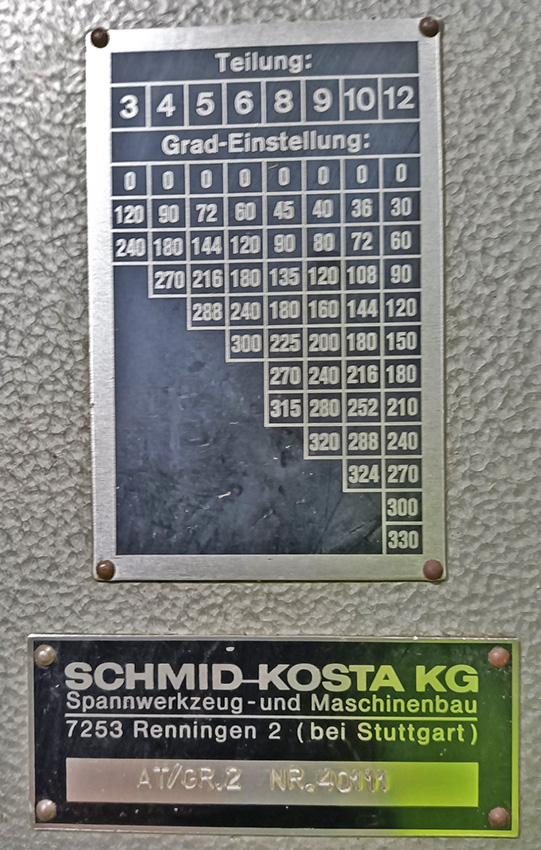 Teilung:
3 4 5 6 8 9 10 12
Grad-Einstellung:
0 0 0 0 0 0 0 0
120 90 72 60 45 40 36 30
240 180 144 120 90 80 72 60
270 216 180 135 120 108 90
288 240 180 160 144 120
300 225 200 180 150
270 240 216 180
315 280 252 210
320 288 240
324 270
300
330
SCHMID-KOSTA KG
Spannwerkzeug- und Maschinenbau
7253 Renningen 2 (bei Stuttgart)
AT/GR.2 NR.40111